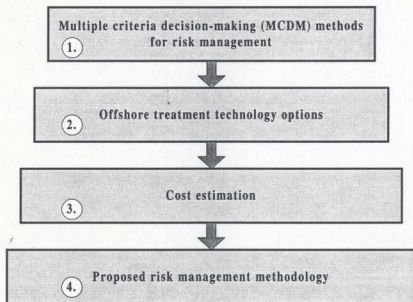 Multiple criteria decision-making (MCDM) methods
for risk management
1.
Offshore treatment technology options
2.
Cost estimation
3.
Proposed risk management methodology
4.